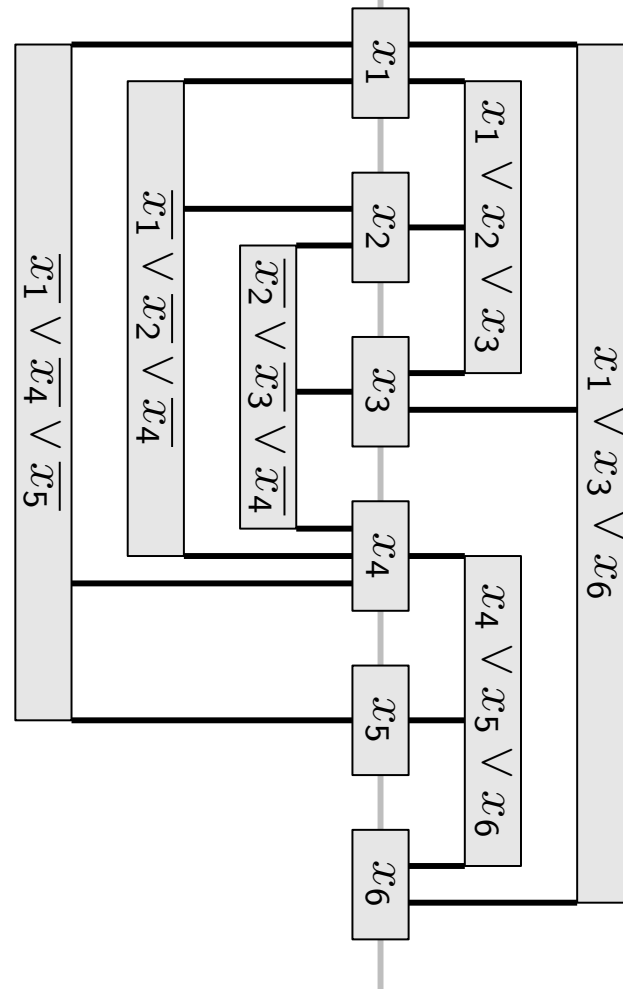 x₁ ∨ x₃ ∨ x₆
x₁ ∨ x₂ ∨ x₃
x₄ ∨ x₅ ∨ x₆
x₁
x₂
x₃
x₄
x₅
x₆
x̅₂ ∨ x̅₃ ∨ x̅₄
x̅₁ ∨ x̅₂ ∨ x̅₄
x̅₁ ∨ x̅₄ ∨ x̅₅